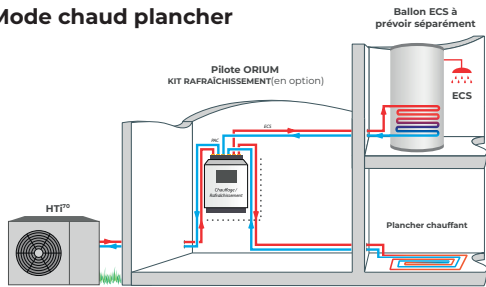 Mode chaud plancher
Ballon ECS à
prévoir séparément
Pilote ORIUM
KIT RAFRAÎCHISSEMENT(en option)
ECS
ECS
PAC
Chauffage /
Rafraîchissement
HTi⁷⁰
Plancher chauffant